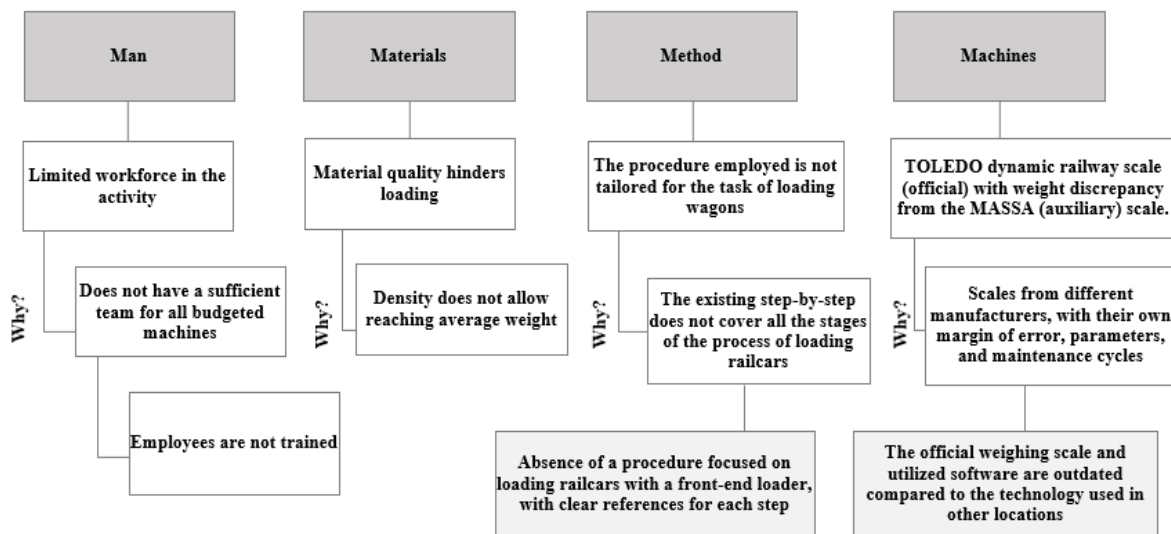 Man
Materials
Method
Machines
Limited workforce in the
activity
Material quality hinders
loading
The procedure employed is not
tailored for the task of loading
wagons
TOLEDO dynamic railway scale
(official) with weight discrepancy
from the MASSA (auxiliary) scale.
Why?
Does not have a sufficient
team for all budgeted
machines
Why?
Density does not allow
reaching average weight
Why?
The existing step-by-step
does not cover all the stages
of the process of loading
railcars
Why?
Scales from different
manufacturers, with their own
margin of error, parameters,
and maintenance cycles
Employees are not trained
Absence of a procedure focused on
loading railcars with a front-end loader,
with clear references for each step
The official weighing scale and
utilized software are outdated
compared to the technology used in
other locations